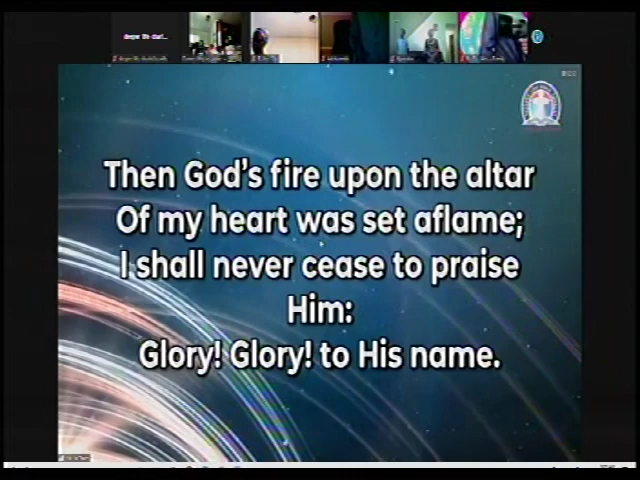 Then God's fire upon the altar
Of my heart was set aflame;
I shall never cease to praise
Him:
Glory! Glory! to His name.